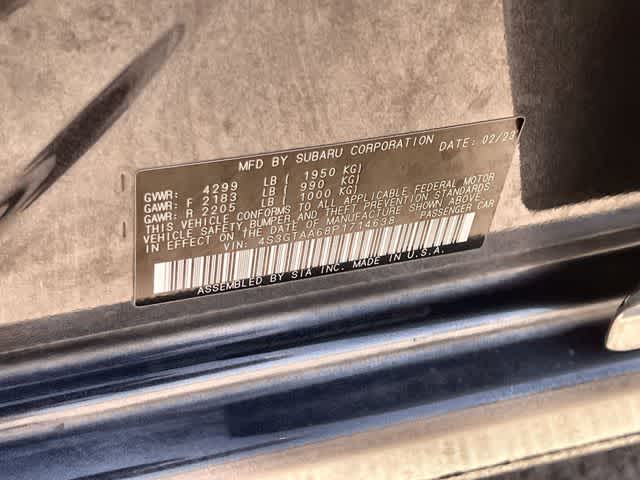 MFD BY SUBARU CORPORATION DATE: 02/23
GVWR: 4299 LB [ 1950 KG]
GAWR: F 2183 LB [ 990 KG]
GAWR: R 2205 LB [ 1000 KG]
THIS VEHICLE CONFORMS TO ALL APPLICABLE FEDERAL MOTOR
VEHICLE SAFETY, BUMPER, AND THEFT PREVENTION STANDARDS
IN EFFECT ON THE DATE OF MANUFACTURE SHOWN ABOVE.
VIN: 4S3GTAA68P1714638 PASSENGER CAR
ASSEMBLED BY SIA INC. MADE IN U.S.A.